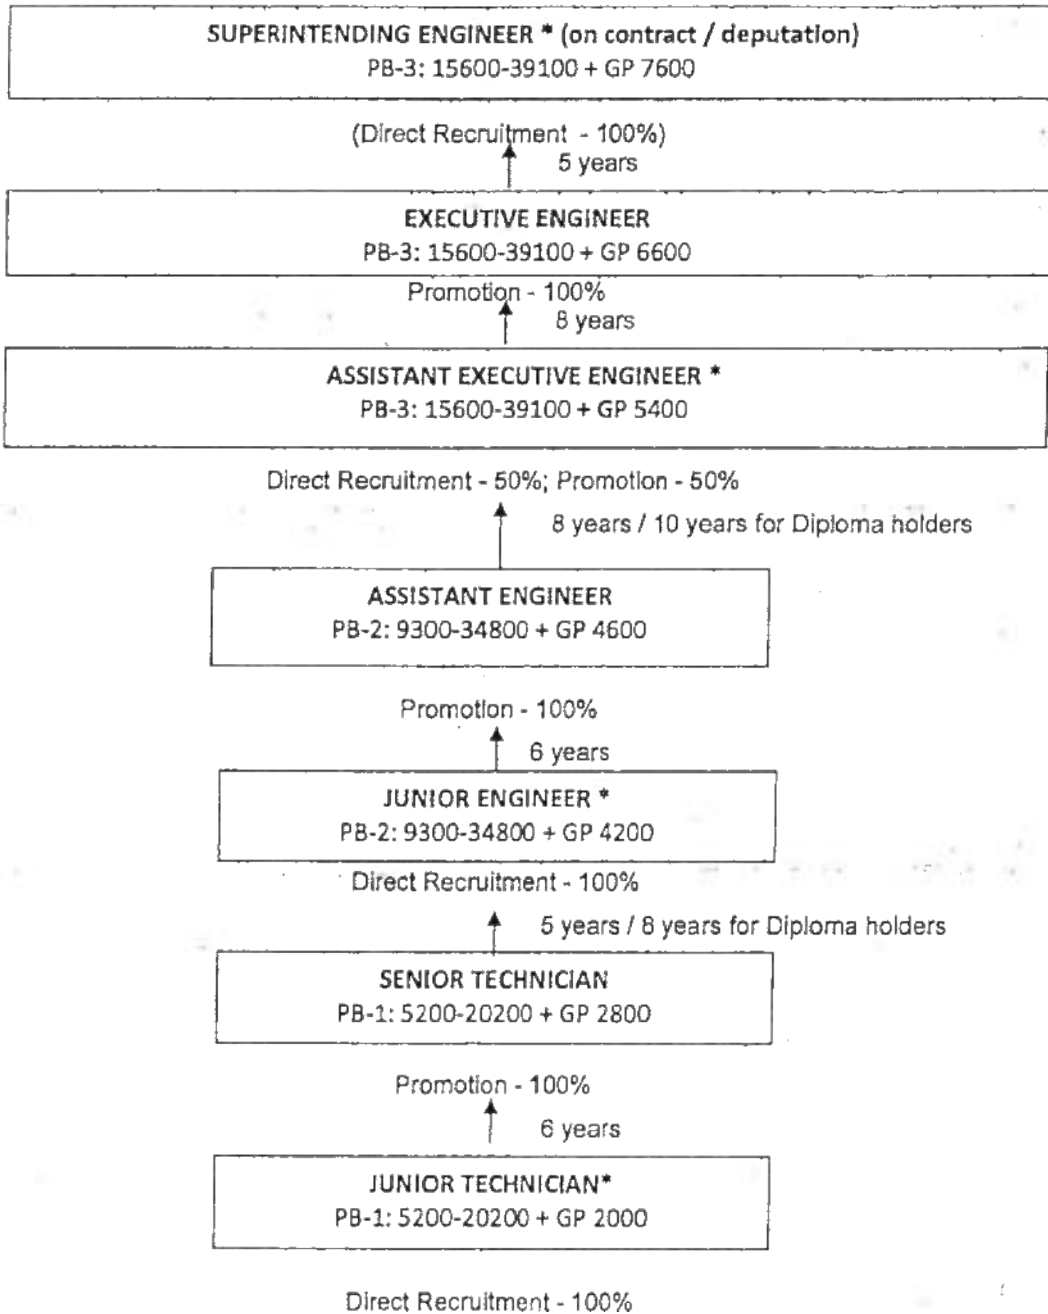 SUPERINTENDING ENGINEER * (on contract / deputation)
PB-3: 15600-39100 + GP 7600
(Direct Recruitment - 100%)
5 years
EXECUTIVE ENGINEER
PB-3: 15600-39100 + GP 6600
Promotion - 100%
8 years
ASSISTANT EXECUTIVE ENGINEER *
PB-3: 15600-39100 + GP 5400
Direct Recruitment - 50%; Promotion - 50%
8 years / 10 years for Diploma holders
ASSISTANT ENGINEER
PB-2: 9300-34800 + GP 4600
Promotion - 100%
6 years
JUNIOR ENGINEER *
PB-2: 9300-34800 + GP 4200
Direct Recruitment - 100%
5 years / 8 years for Diploma holders
SENIOR TECHNICIAN
PB-1: 5200-20200 + GP 2800
Promotion - 100%
6 years
JUNIOR TECHNICIAN*
PB-1: 5200-20200 + GP 2000
Direct Recruitment - 100%